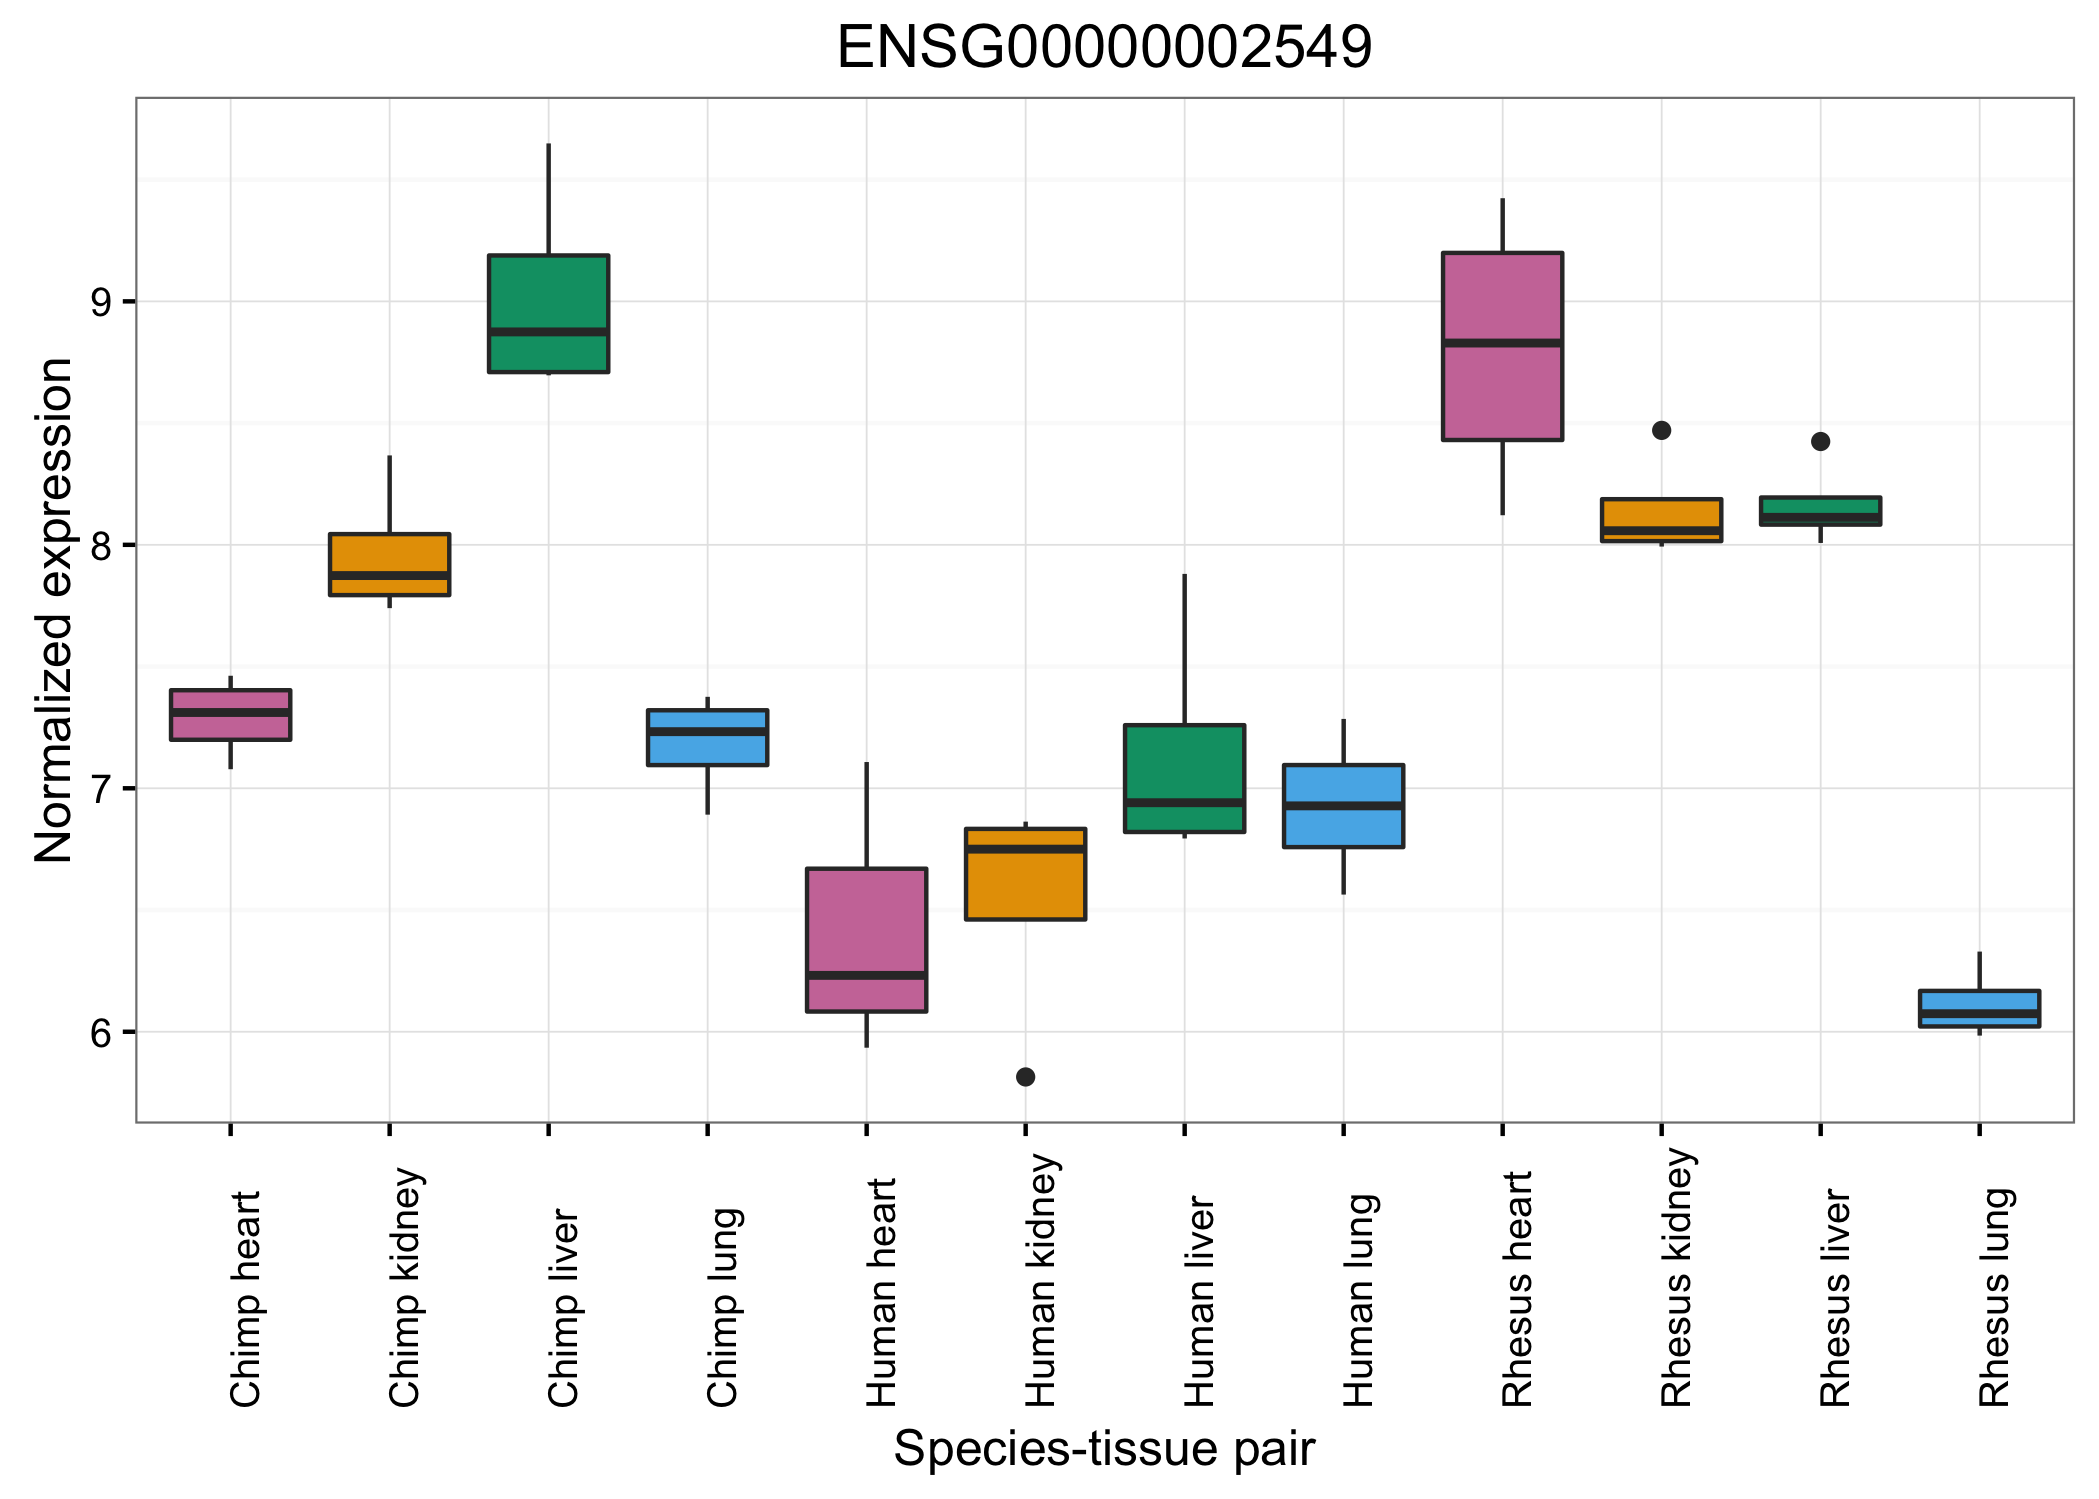 ENSG00000002549
Normalized expression
9
8
7
6
Chimp heart
Chimp kidney
Chimp liver
Chimp lung
Human heart
Human kidney
Human liver
Human lung
Rhesus heart
Rhesus kidney
Rhesus liver
Rhesus lung
Species-tissue pair